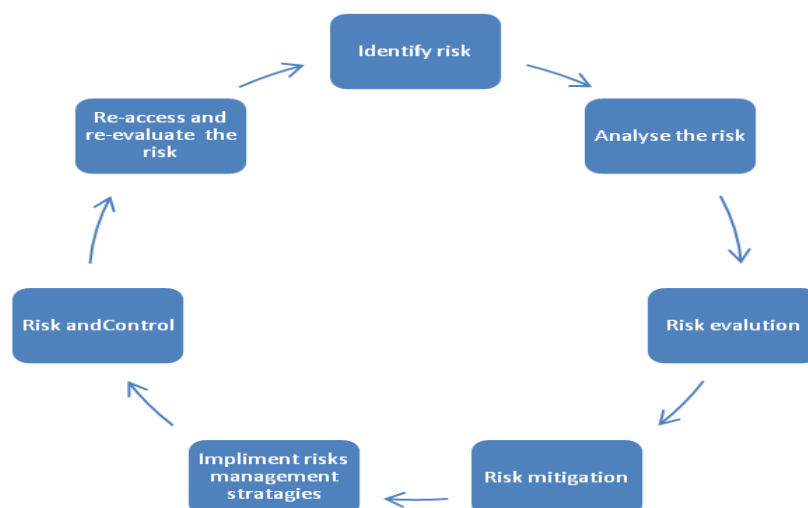 Identify risk
Analyse the risk
Risk evalution
Risk mitigation
Impliment risks
management
stratagies
Risk andControl
Re-access and
re-evaluate the
risk